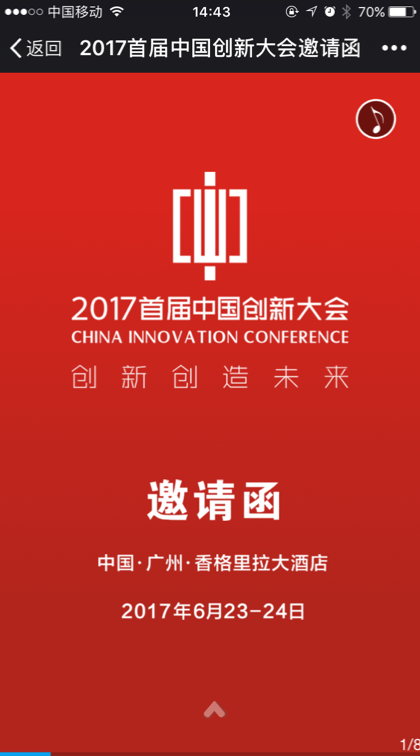 中国移动 14:43 70%
返回 2017首届中国创新大会邀请函
2017首届中国创新大会
CHINA INNOVATION CONFERENCE
创新创造未来
邀请函
中国·广州·香格里拉大酒店
2017年6月23-24日
1/8